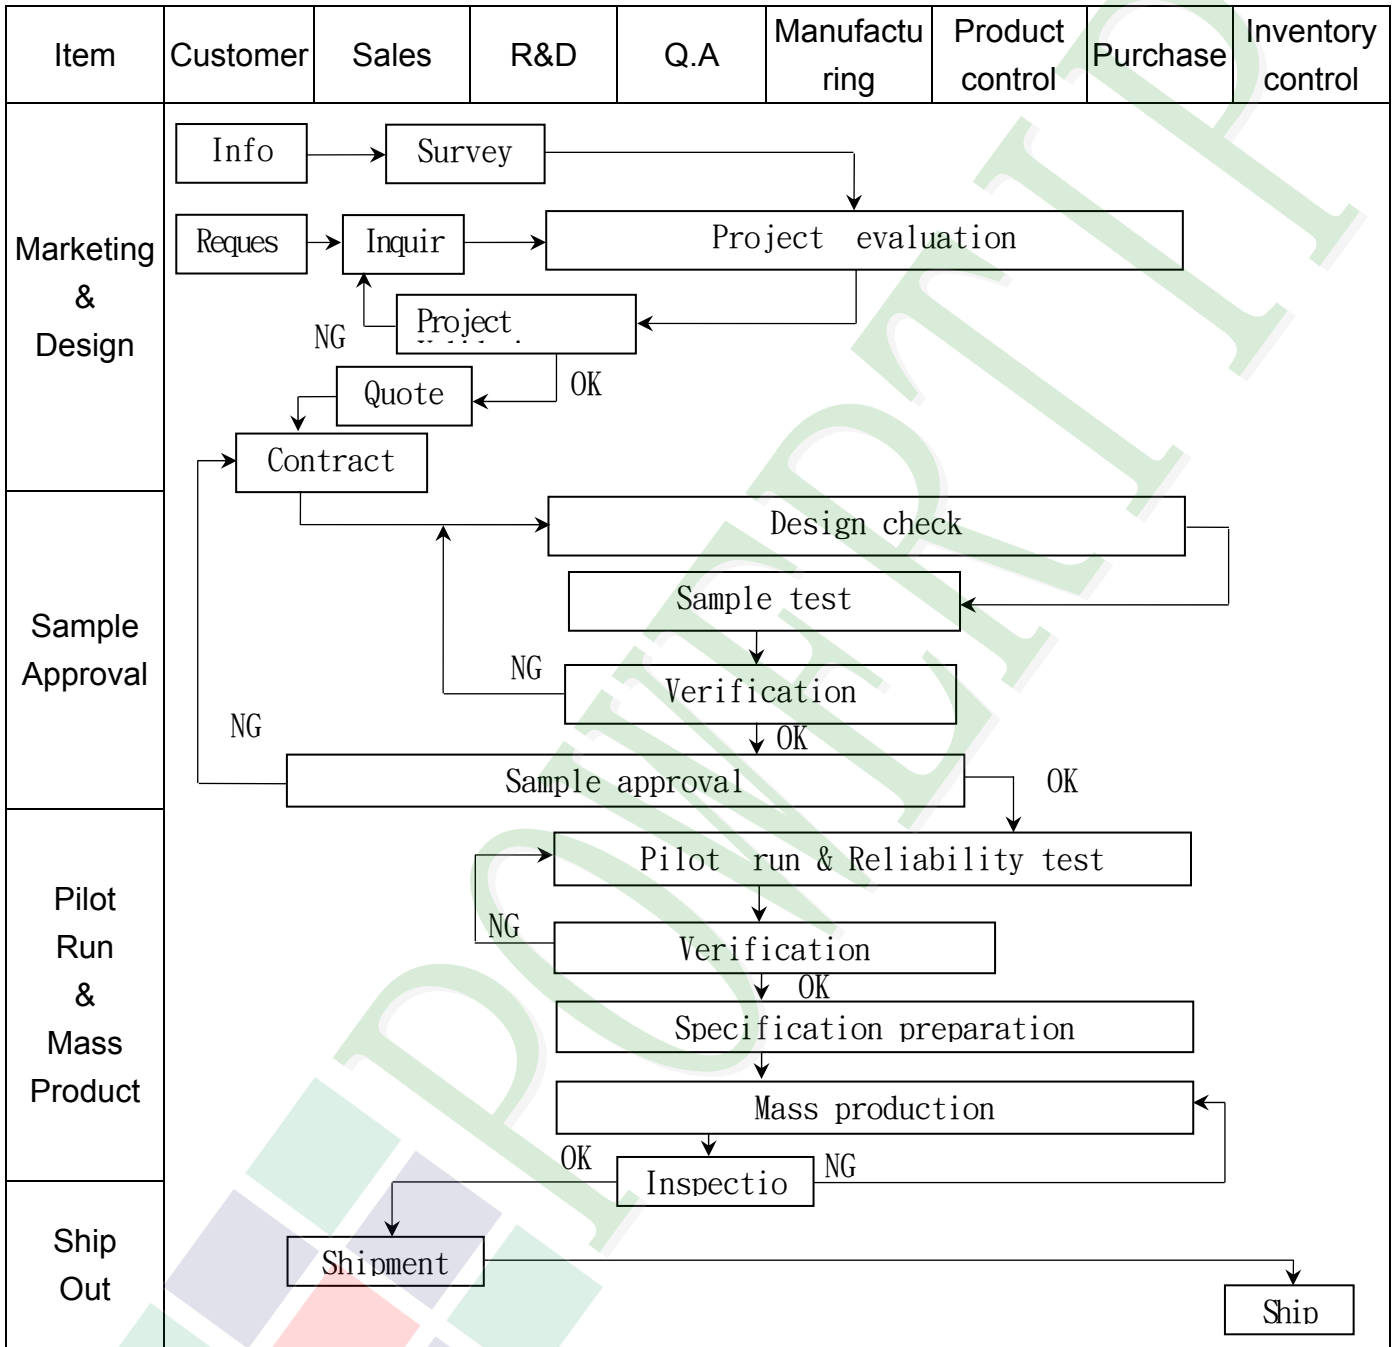 Item
Customer
Sales
R&D
Q.A
Manufactu
ring
Product
control
Purchase
Inventory
control
Marketing
&
Design
Info
Survey
Reques
Inquir
Project evaluation
NG
Project
OK
Quote
Contract
Sample
Approval
Design check
Sample test
NG
Verification
NG
OK
Sample approval
OK
Pilot
Run
&
Mass
Product
Pilot run & Reliability test
NG
Verification
OK
Specification preparation
Mass production
OK
Inspectio
NG
Ship
Out
Shipment
Ship
POWERTIP